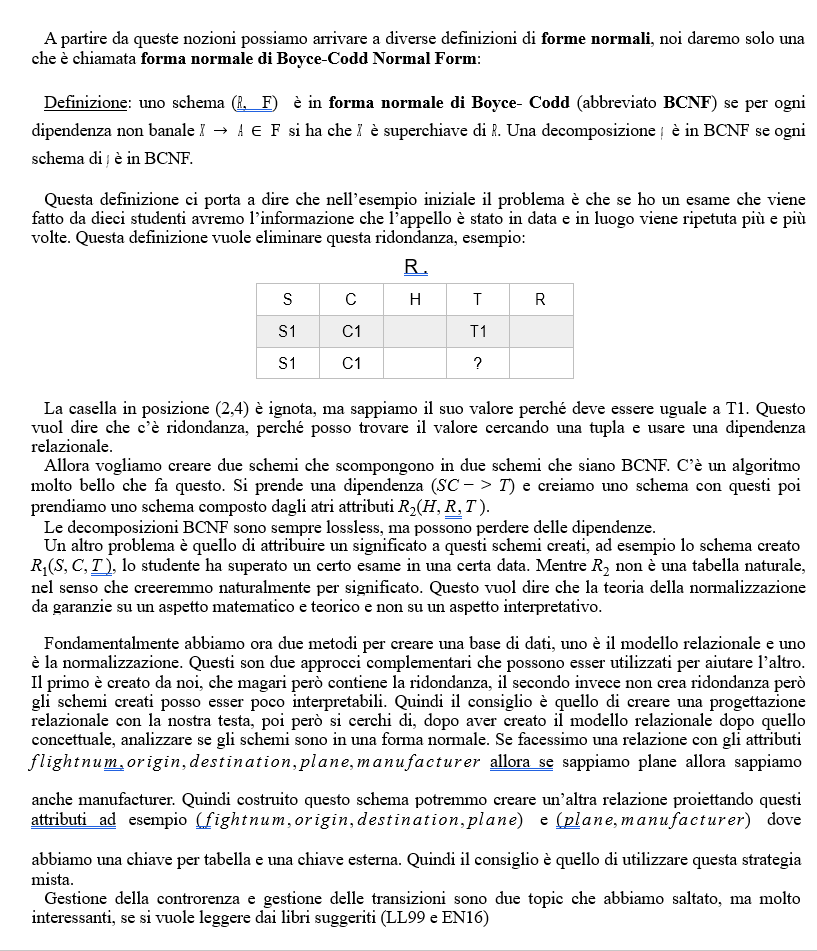 A partire da queste nozioni possiamo arrivare a diverse definizioni di forme normali, noi daremo solo una
che è chiamata forma normale di Boyce-Codd Normal Form:
Definizione: uno schema (R, F) è in forma normale di Boyce- Codd (abbreviato BCNF) se per ogni
dipendenza non banale X → A ∈ F si ha che X è superchiave di R. Una decomposizione è in BCNF se ogni
schema di è in BCNF.
Questa definizione ci porta a dire che nell’esempio iniziale il problema è che se ho un esame che viene
fatto da dieci studenti avremo l’informazione che l’appello è stato in data e in luogo viene ripetuta più e più
volte. Questa definizione vuole eliminare questa ridondanza, esempio:
R .
S C H T R
S1 C1 T1
S1 C1 ?
La casella in posizione (2,4) è ignota, ma sappiamo il suo valore perché deve essere uguale a T1. Questo
vuol dire che c’è ridondanza, perché posso trovare il valore cercando una tupla e usare una dipendenza
relazionale.
Allora vogliamo creare due schemi che scompongono in due schemi che siano BCNF. C’è un algoritmo
molto bello che fa questo. Si prende una dipendenza (SC − > T) e creiamo uno schema con questi poi
prendiamo uno schema composto dagli atri attributi R₂(H, R, T ).
Le decomposizioni BCNF sono sempre lossless, ma possono perdere delle dipendenze.
Un altro problema è quello di attribuire un significato a questi schemi creati, ad esempio lo schema creato
R₁(S, C, T ), lo studente ha superato un certo esame in una certa data. Mentre R₂ non è una tabella naturale,
nel senso che creeremmo naturalmente per significato. Questo vuol dire che la teoria della normalizzazione
da garanzie su un aspetto matematico e teorico e non su un aspetto interpretativo.
Fondamentalmente abbiamo ora due metodi per creare una base di dati, uno è il modello relazionale e uno
è la normalizzazione. Questi son due approcci complementari che possono esser utilizzati per aiutare l’altro.
Il primo è creato da noi, che magari però contiene la ridondanza, il secondo invece non crea ridondanza però
gli schemi creati posso esser poco interpretabili. Quindi il consiglio è quello di creare una progettazione
relazionale con la nostra testa, poi però si cerchi di, dopo aver creato il modello relazionale dopo quello
concettuale, analizzare se gli schemi sono in una forma normale. Se facessimo una relazione con gli attributi
flightnum, origin, destination, plane, manufacturer allora se sappiamo plane allora sappiamo
anche manufacturer. Quindi costruito questo schema potremmo creare un’altra relazione proiettando questi
attributi ad esempio (fightnum, origin, destination, plane) e (plane, manufacturer) dove
abbiamo una chiave per tabella e una chiave esterna. Quindi il consiglio è quello di utilizzare questa strategia
mista.
Gestione della controrenza e gestione delle transizioni sono due topic che abbiamo saltato, ma molto
interessanti, se si vuole leggere dai libri suggeriti (LL99 e EN16)